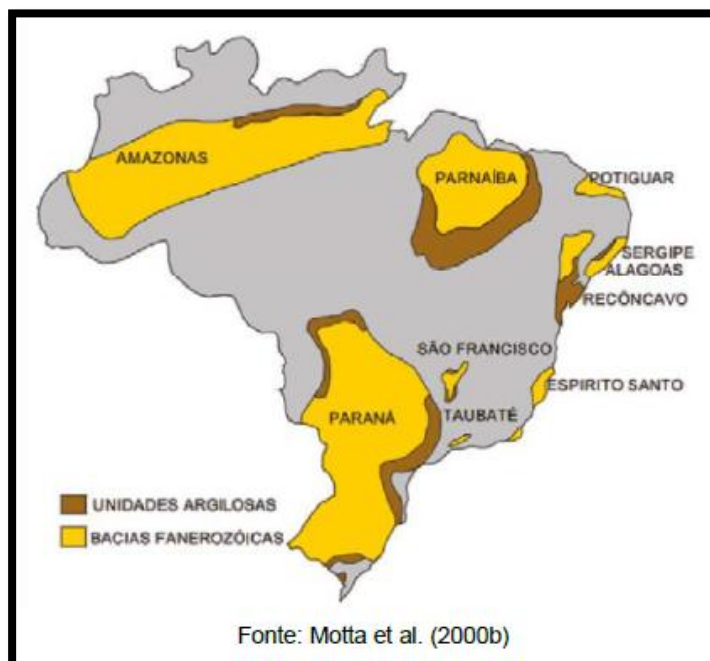 AMAZONAS
PARNAÍBA
POTIGUAR
SERGIPE
ALAGOAS
RECÔNCAVO
SÃO FRANCISCO
ESPIRITO SANTO
TAUBATÉ
PARANÁ
UNIDADES ARGILOSAS
BACIAS FANEROZÓICAS
Fonte: Motta et al. (2000b)